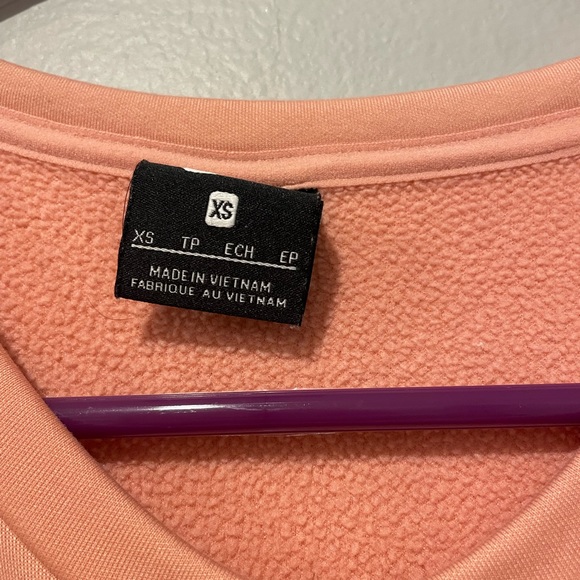 XS
XS TP ECH EP
MADE IN VIETNAM
FABRIQUE AU VIETNAM